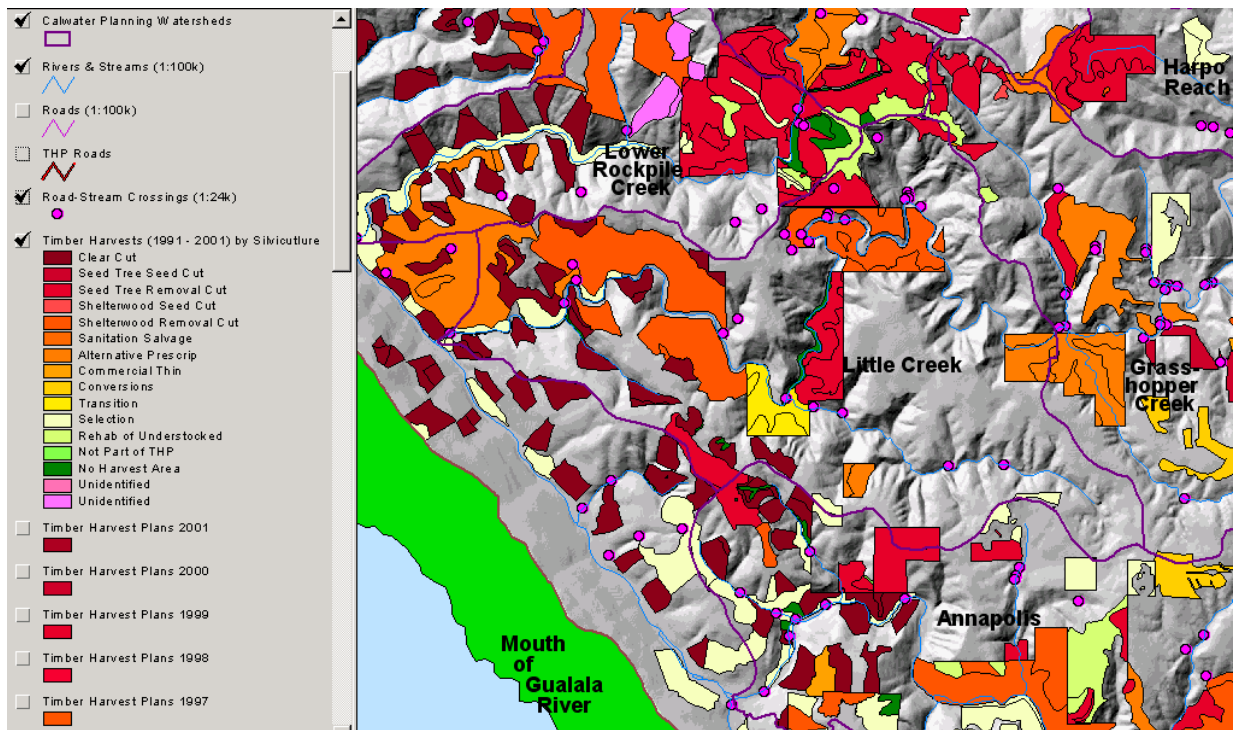 Calwater Planning Watersheds
Rivers & Streams (1:100k)
Roads (1:100k)
THP Roads
Road-Stream Crossings (1:24k)
Timber Harvests (1991 - 2001) by Silvicutlure
Clear Cut
Seed Tree Seed Cut
Seed Tree Removal Cut
Shelterwood Seed Cut
Shelterwood Removal Cut
Sanitation Salvage
Alternative Prescrip
Commercial Thin
Conversions
Transition
Selection
Rehab of Understocked
Not Part of THP
No Harvest Area
Unidentified
Unidentified
Timber Harvest Plans 2001
Timber Harvest Plans 2000
Timber Harvest Plans 1999
Timber Harvest Plans 1998
Timber Harvest Plans 1997
Harpo
Reach
Lower
Rockpile
Creek
Little Creek
Grass-
hopper
Creek
Annapolis
Mouth
of
Gualala
River